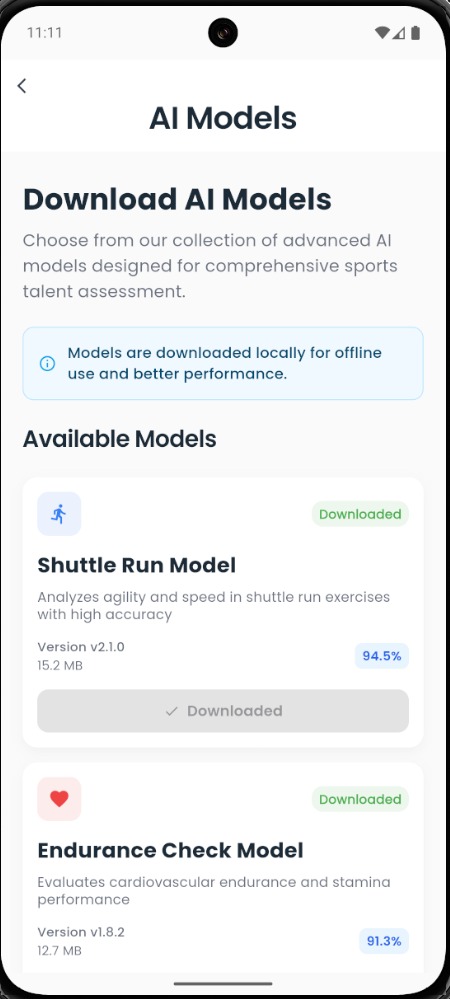 11:11
AI Models
Download AI Models
Choose from our collection of advanced AI
models designed for comprehensive sports
talent assessment.
Models are downloaded locally for offline
use and better performance.
Available Models
Downloaded
Shuttle Run Model
Analyzes agility and speed in shuttle run exercises
with high accuracy
Version v2.1.0
15.2 MB
94.5%
Downloaded
Downloaded
Endurance Check Model
Evaluates cardiovascular endurance and stamina
performance
Version v1.8.2
12.7 MB
91.3%